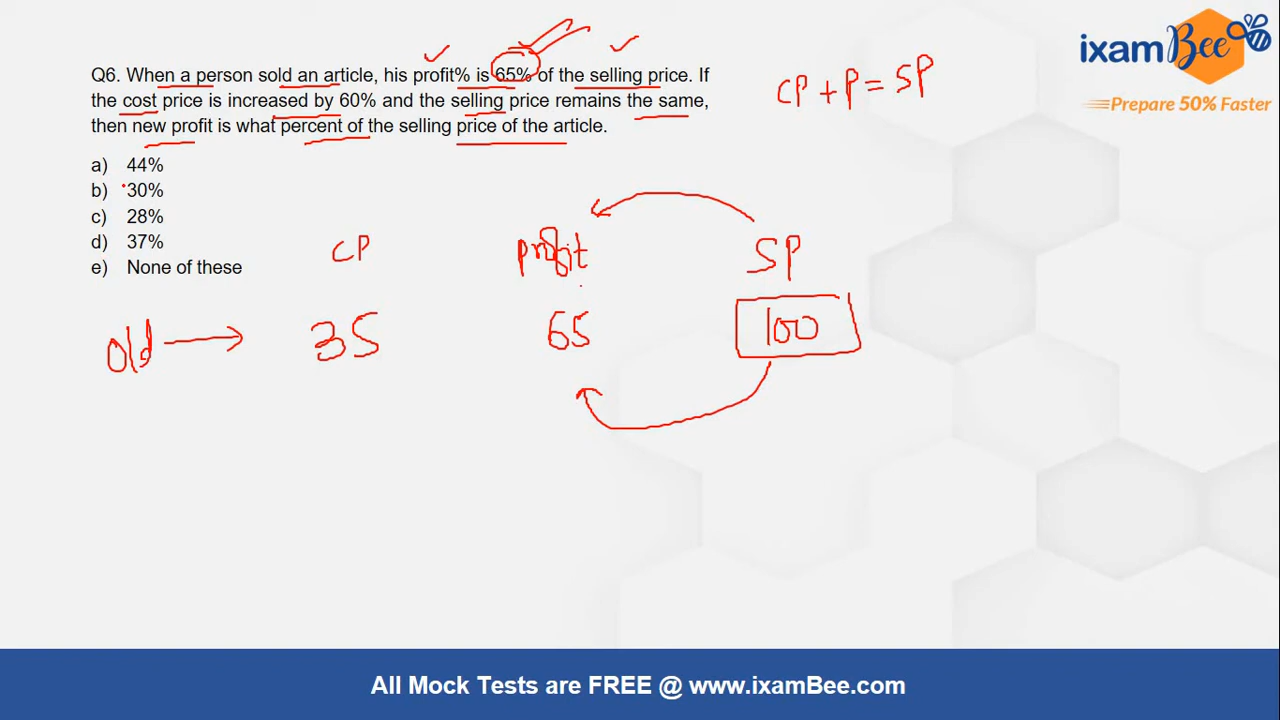 ixamBee
Prepare 50% Faster
Q6. When a person sold an article, his profit% is 65% of the selling price. If
the cost price is increased by 60% and the selling price remains the same,
then new profit is what percent of the selling price of the article.
CP + P = SP
a) 44%
b) 30%
c) 28%
d) 37%
e) None of these
CP profit SP
Old 35 65 100
All Mock Tests are FREE @ www.ixamBee.com